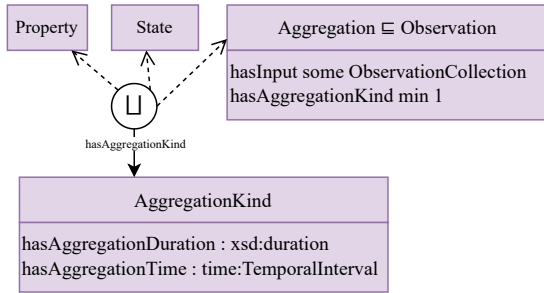 Property
State
Aggregation ⊑ Observation
hasInput some ObservationCollection
hasAggregationKind min 1
⊔
hasAggregationKind
AggregationKind
hasAggregationDuration : xsd:duration
hasAggregationTime : time:TemporalInterval